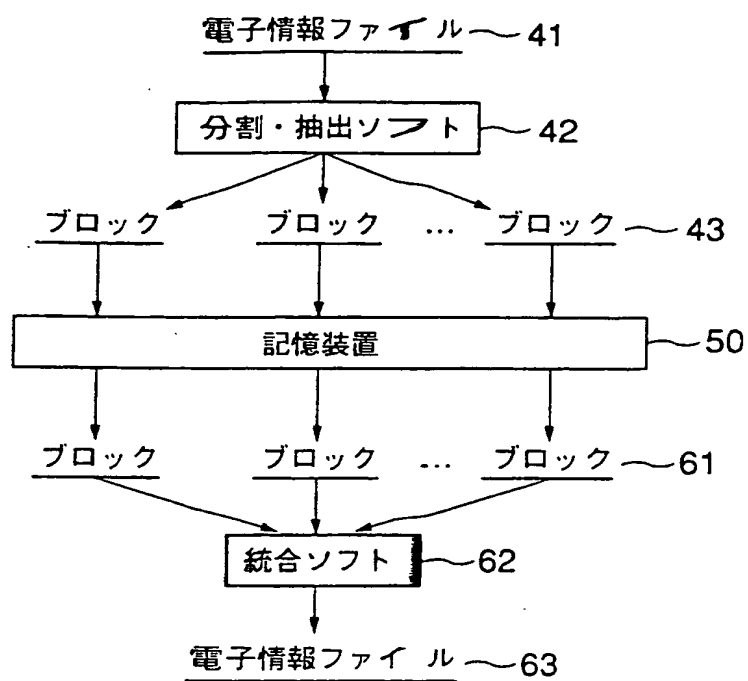 電子情報ファイル 41
分割・抽出ソフト 42
ブロック ブロック … ブロック 43
記憶装置 50
ブロック ブロック … ブロック 61
統合ソフト 62
電子情報ファイル 63